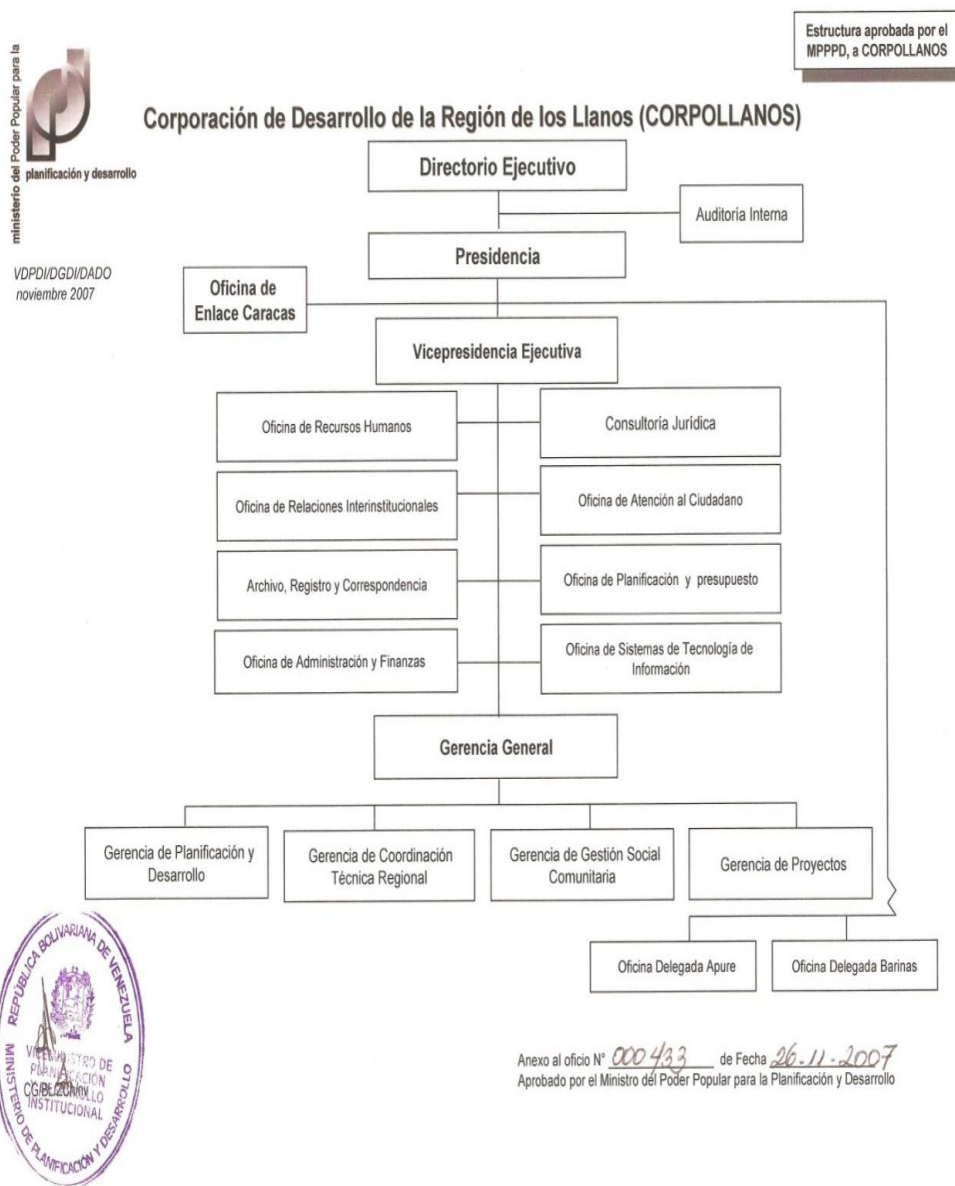 Estructura aprobada por el
MPPPD, a CORPOLLANOS
ministerio del Poder Popular para la
planificación y desarrollo
Corporación de Desarrollo de la Región de los Llanos (CORPOLLANOS)
Directorio Ejecutivo
Auditoría Interna
Presidencia
VDPDI/DGDI/DADO
noviembre 2007
Oficina de
Enlace Caracas
Vicepresidencia Ejecutiva
Oficina de Recursos Humanos
Consultoría Jurídica
Oficina de Relaciones Interinstitucionales
Oficina de Atención al Ciudadano
Archivo, Registro y Correspondencia
Oficina de Planificación y presupuesto
Oficina de Administración y Finanzas
Oficina de Sistemas de Tecnología de
Información
Gerencia General
Gerencia de Planificación y
Desarrollo
Gerencia de Coordinación
Técnica Regional
Gerencia de Gestión Social
Comunitaria
Gerencia de Proyectos
Oficina Delegada Apure
Oficina Delegada Barinas
REPÚBLICA BOLIVARIANA DE VENEZUELA
MINISTERIO DE PLANIFICACIÓN Y DESARROLLO
VICEMINISTRO DE
PLANIFICACIÓN
DESARROLLO
INSTITUCIONAL
Anexo al oficio N° 000433 de Fecha 26-11-2007
Aprobado por el Ministro del Poder Popular para la Planificación y Desarrollo